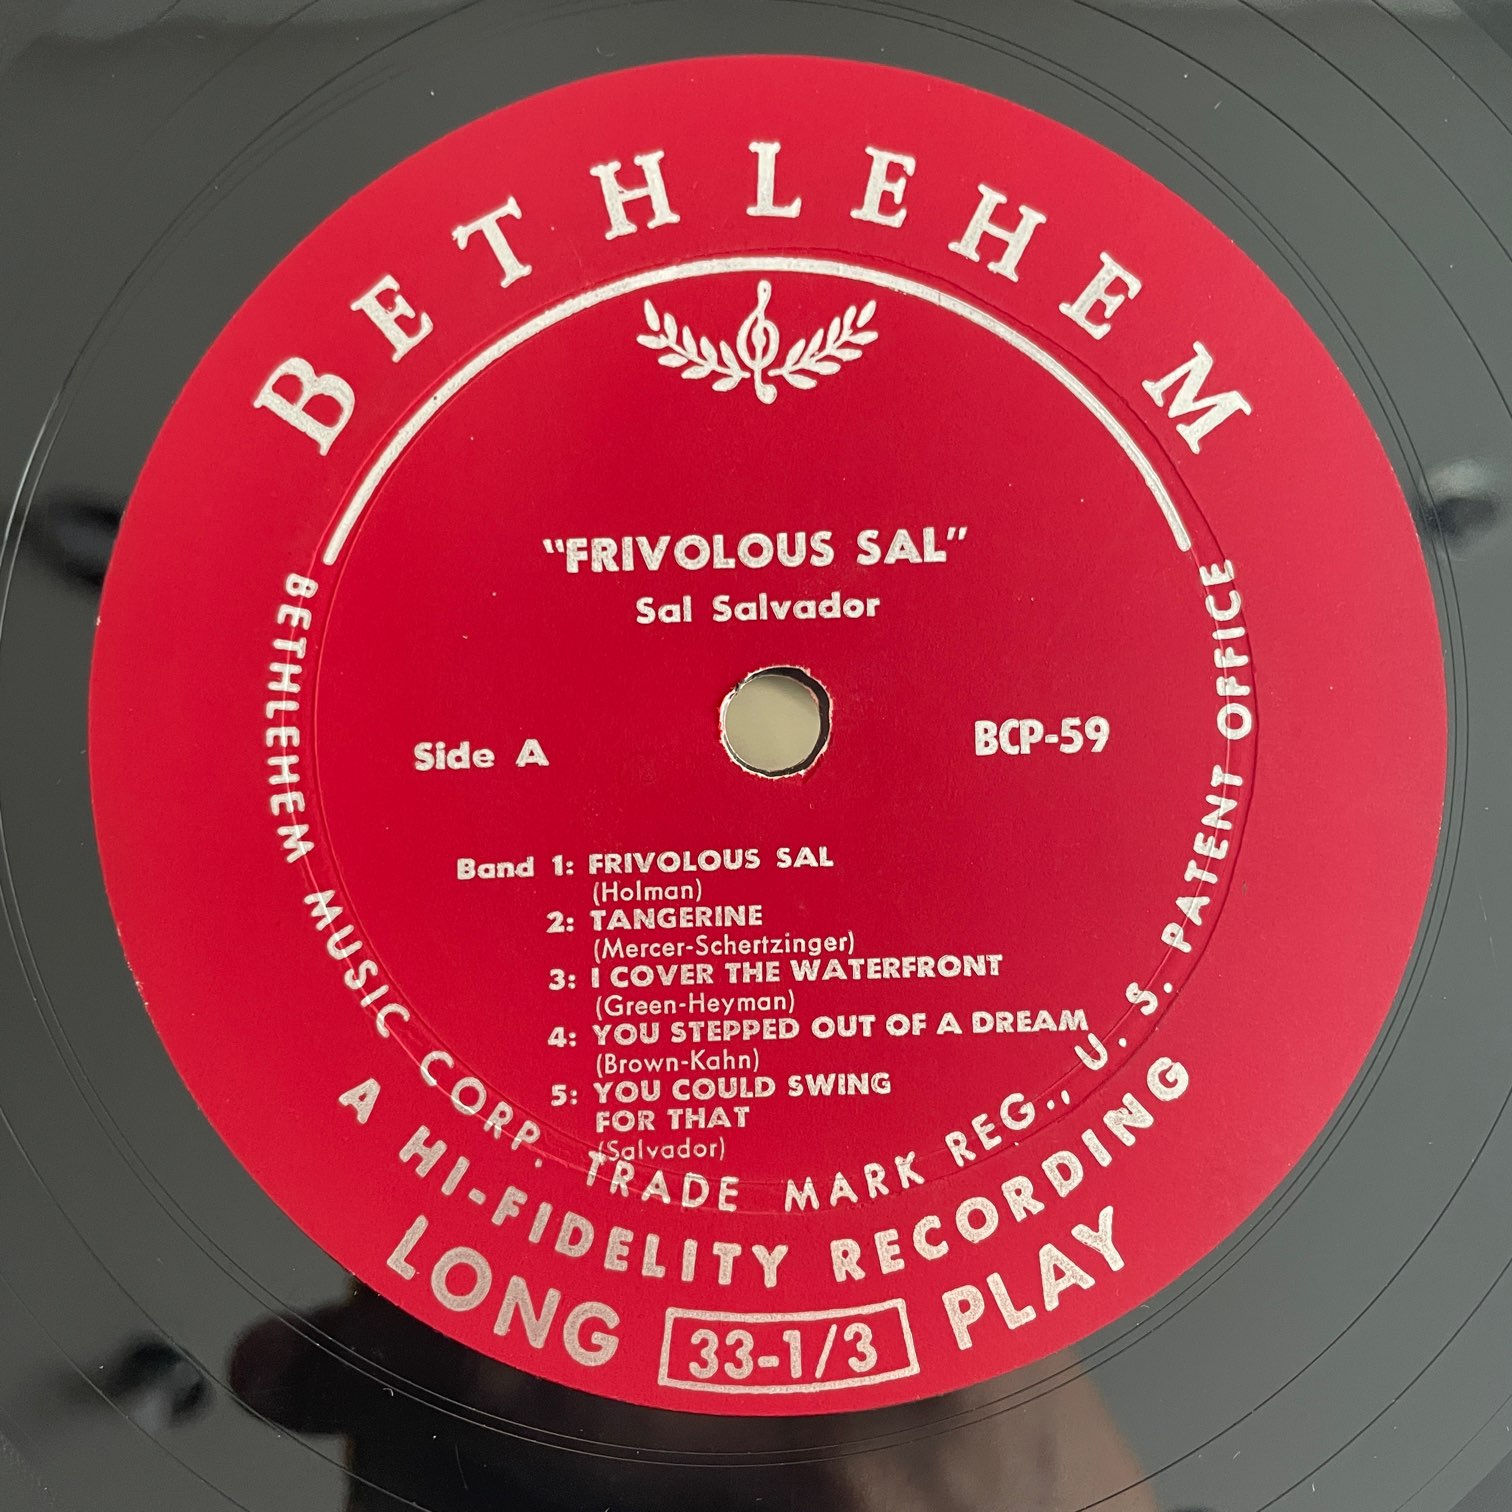 BETHLEHEM
"FRIVOLOUS SAL"
Sal Salvador
Side A
BCP-59
Band 1: FRIVOLOUS SAL
(Holman)
2: TANGERINE
(Mercer-Schertzinger)
3: I COVER THE WATERFRONT
(Green-Heyman)
4: YOU STEPPED OUT OF A DREAM
(Brown-Kahn)
5: YOU COULD SWING
FOR THAT
(Salvador)
BETHLEHEM MUSIC CORP. TRADE MARK REG., U. S. PATENT OFFICE
A HI-FIDELITY RECORDING
LONG 33-1/3 PLAY